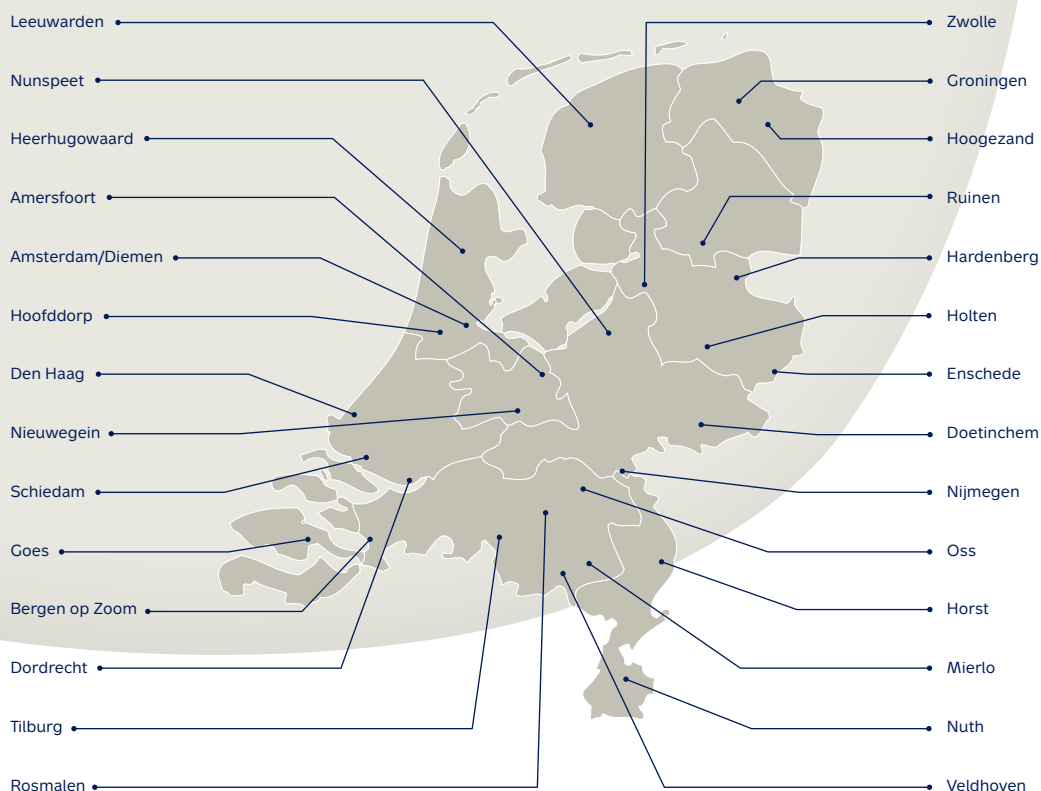 Leeuwarden
Nunspeet
Heerhugowaard
Amersfoort
Amsterdam/Diemen
Hoofddorp
Den Haag
Nieuwegein
Schiedam
Goes
Bergen op Zoom
Dordrecht
Tilburg
Rosmalen
Zwolle
Groningen
Hoogezand
Ruinen
Hardenberg
Holten
Enschede
Doetinchem
Nijmegen
Oss
Horst
Mierlo
Nuth
Veldhoven